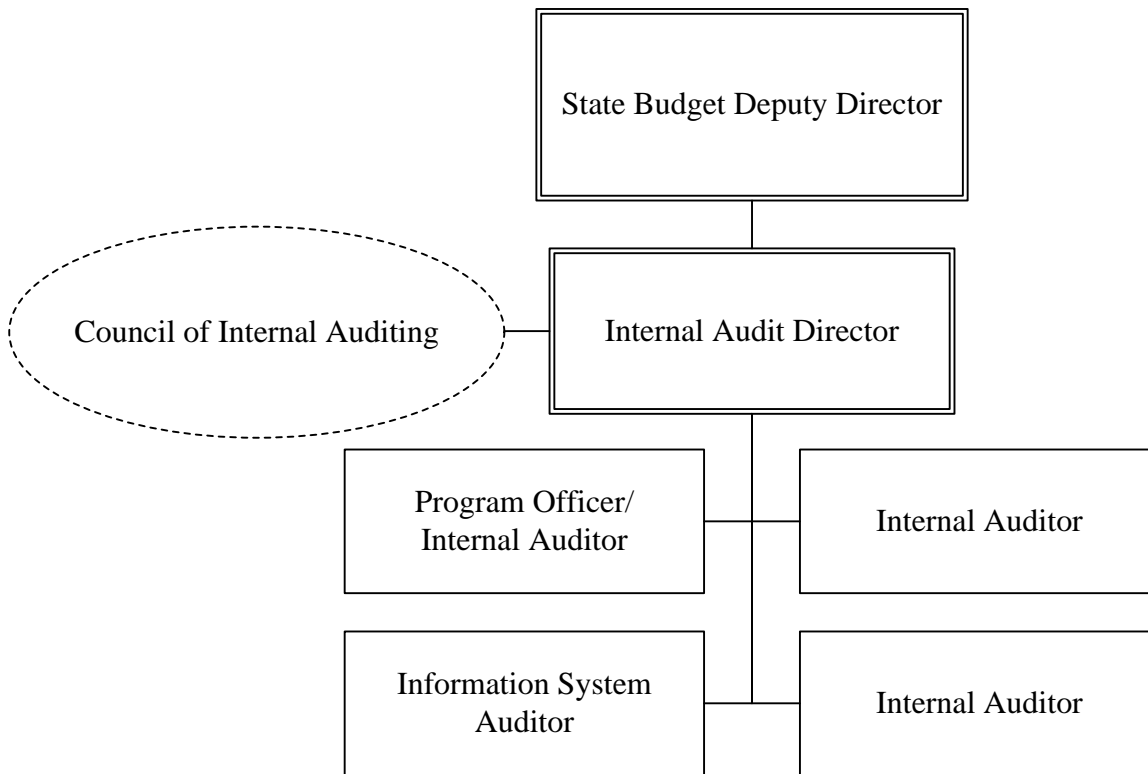 State Budget Deputy Director
Council of Internal Auditing
Internal Audit Director
Program Officer/
Internal Auditor
Internal Auditor
Information System
Auditor
Internal Auditor